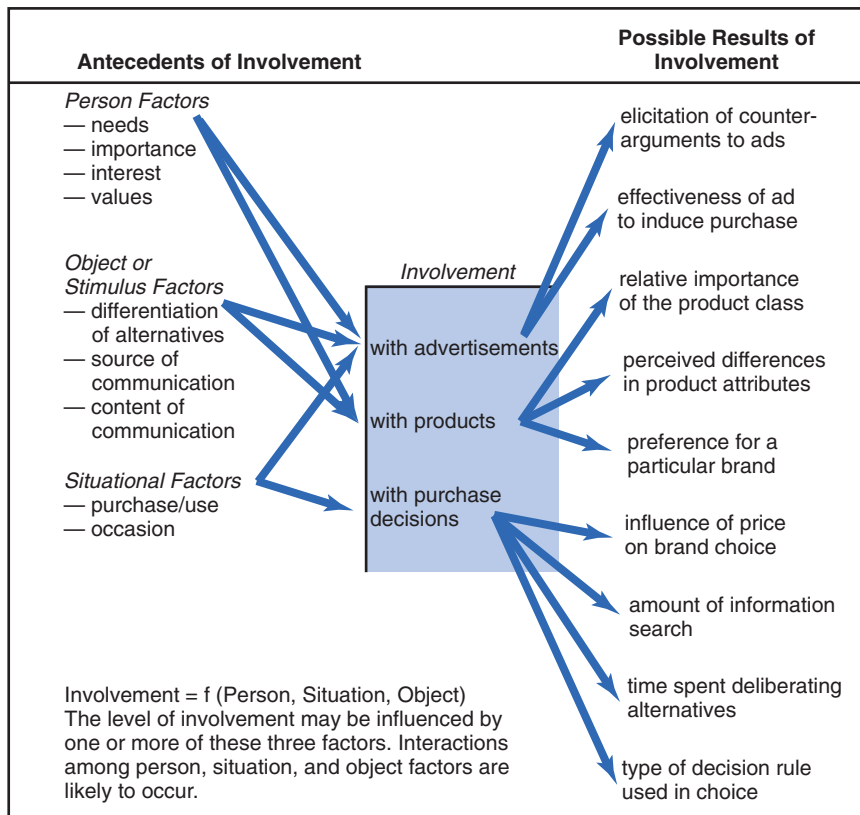 Antecedents of Involvement
Possible Results of
Involvement
Person Factors
— needs
— importance
— interest
— values
Object or
Stimulus Factors
— differentiation
of alternatives
— source of
communication
— content of
communication
Situational Factors
— purchase/use
— occasion
Involvement
with advertisements
with products
with purchase
decisions
elicitation of counter-
arguments to ads
effectiveness of ad
to induce purchase
relative importance
of the product class
perceived differences
in product attributes
preference for a
particular brand
influence of price
on brand choice
amount of information
search
time spent deliberating
alternatives
type of decision rule
used in choice
Involvement = f (Person, Situation, Object)
The level of involvement may be influenced by
one or more of these three factors. Interactions
among person, situation, and object factors are
likely to occur.